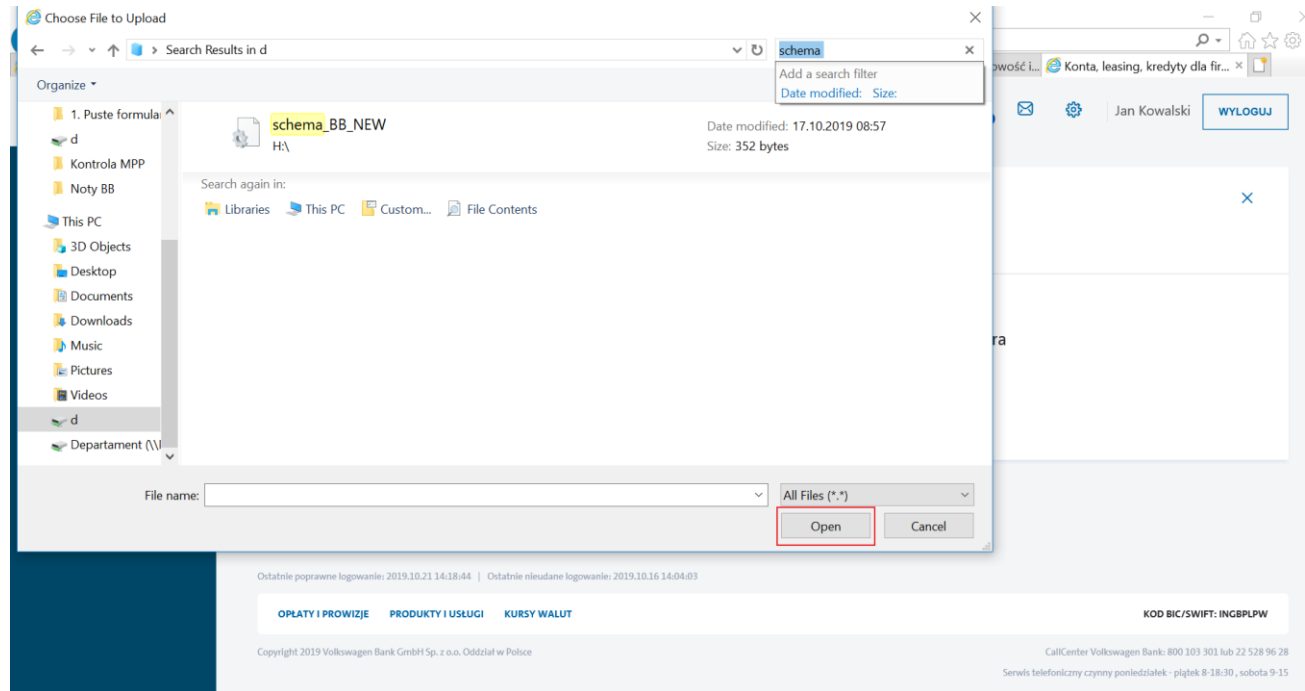 Choose File to Upload
Search Results in d
schema
Add a search filter
Date modified: Size:
Organize
1. Puste formular
d
Kontrola MPP
Noty BB
This PC
3D Objects
Desktop
Documents
Downloads
Music
Pictures
Videos
d
Departament (\\
schema_BB_NEW
H:\
Date modified: 17.10.2019 08:57
Size: 352 bytes
Search again in:
Libraries This PC Custom... File Contents
File name:
All Files (*.*)
Open Cancel
Konta, leasing, kredyty dla fir...
Jan Kowalski WYLOGUJ
ra
Ostatnie poprawne logowanie: 2019.10.21 14:18:44 | Ostatnie nieudane logowanie: 2019.10.16 14:04:03
OPŁATY I PROWIZJE PRODUKTY I USŁUGI KURSY WALUT KOD BIC/SWIFT: INGBPLPW
Copyright 2019 Volkswagen Bank GmbH Sp. z o.o. Oddział w Polsce
CallCenter Volkswagen Bank: 800 103 301 lub 22 528 96 28
Serwis telefoniczny czynny poniedziałek - piątek 8-18:30 , sobota 9-15